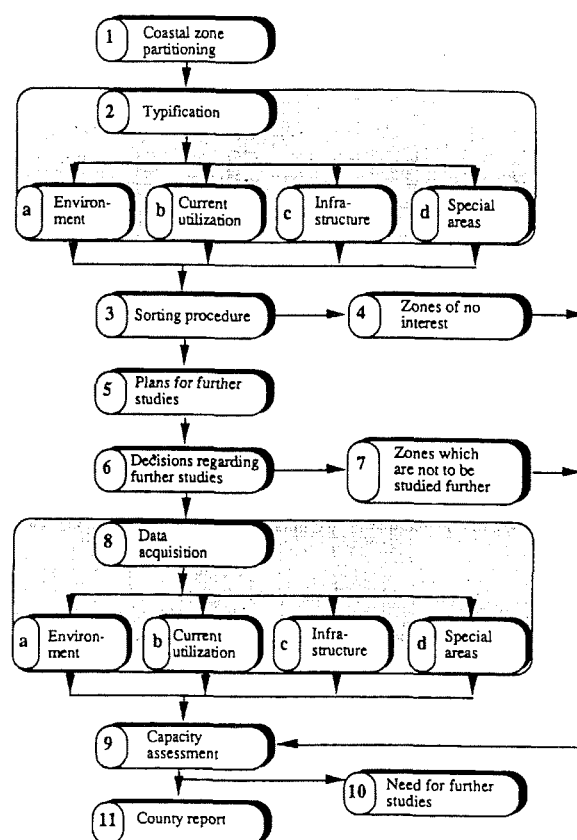 1 Coastal zone
partitioning
2 Typification
a Environ-
ment
b Current
utilization
c Infra-
structure
d Special
areas
3 Sorting procedure
4 Zones of no
interest
5 Plans for further
studies
6 Decisions regarding
further studies
7 Zones which
are not to be
studied further
8 Data
acquisition
a Environ-
ment
b Current
utilization
c Infra-
structure
d Special
areas
9 Capacity
assessment
10 Need for further
studies
11 County report